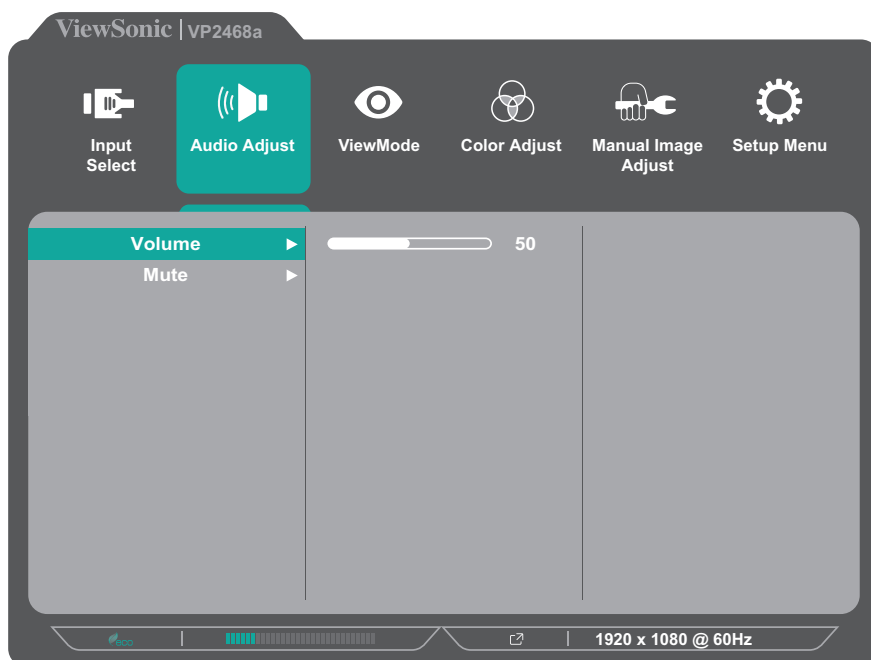 ViewSonic | VP2468a
Input
Select
Audio Adjust
ViewMode
Color Adjust
Manual Image
Adjust
Setup Menu
Volume 50
Mute
eco | 1920 x 1080 @ 60Hz